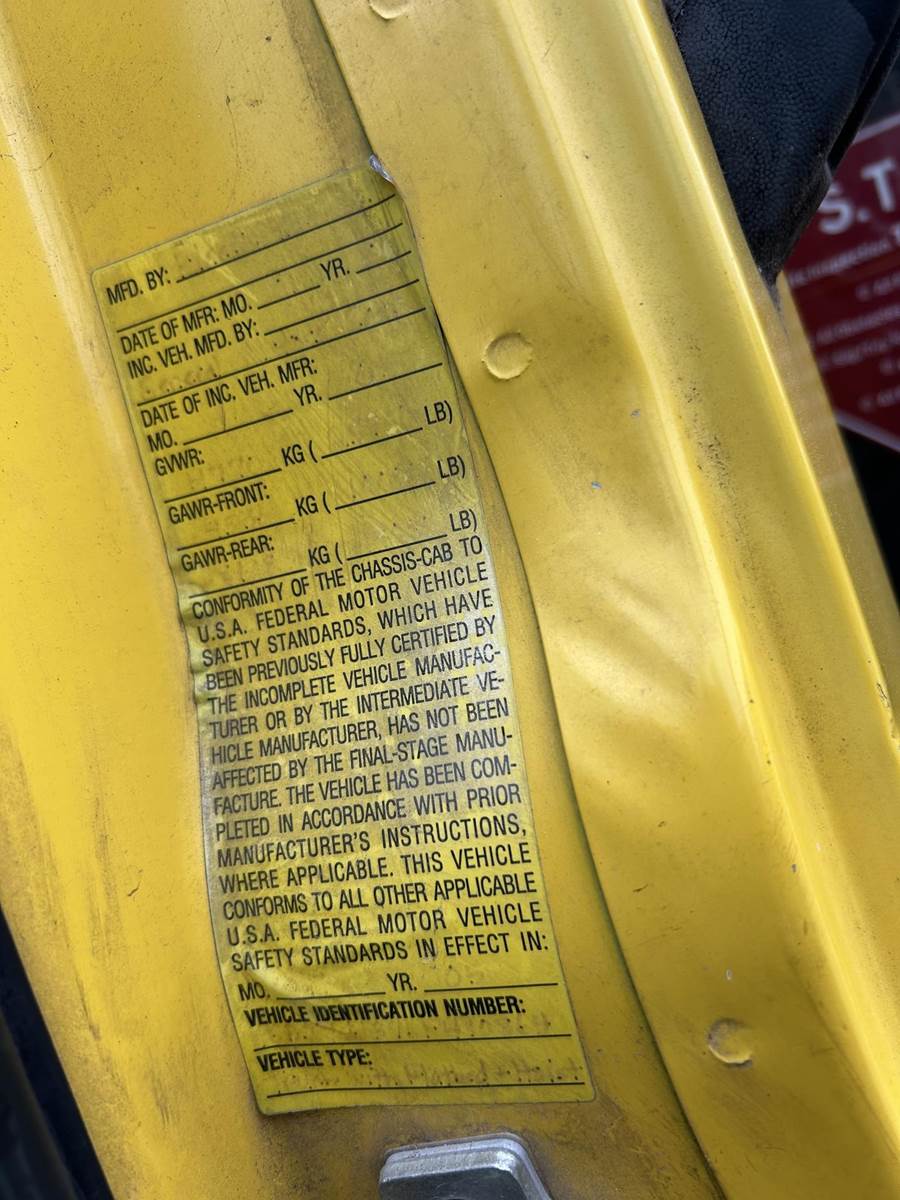 MFD. BY:
DATE OF MFR: MO. YR.
INC. VEH. MFD. BY:
DATE OF INC. VEH. MFR:
MO. YR.
GVWR:
KG ( LB)
GAWR-FRONT:
KG ( LB)
GAWR-REAR:
KG ( LB)
CONFORMITY OF THE CHASSIS-CAB TO
U.S.A. FEDERAL MOTOR VEHICLE
SAFETY STANDARDS, WHICH HAVE
BEEN PREVIOUSLY FULLY CERTIFIED BY
THE INCOMPLETE VEHICLE MANUFAC-
TURER OR BY THE INTERMEDIATE VE-
HICLE MANUFACTURER, HAS NOT BEEN
AFFECTED BY THE FINAL-STAGE MANU-
FACTURE. THE VEHICLE HAS BEEN COM-
PLETED IN ACCORDANCE WITH PRIOR
MANUFACTURER'S INSTRUCTIONS,
WHERE APPLICABLE. THIS VEHICLE
CONFORMS TO ALL OTHER APPLICABLE
U.S.A. FEDERAL MOTOR VEHICLE
SAFETY STANDARDS IN EFFECT IN:
MO. YR.
VEHICLE IDENTIFICATION NUMBER:
VEHICLE TYPE:
S.T